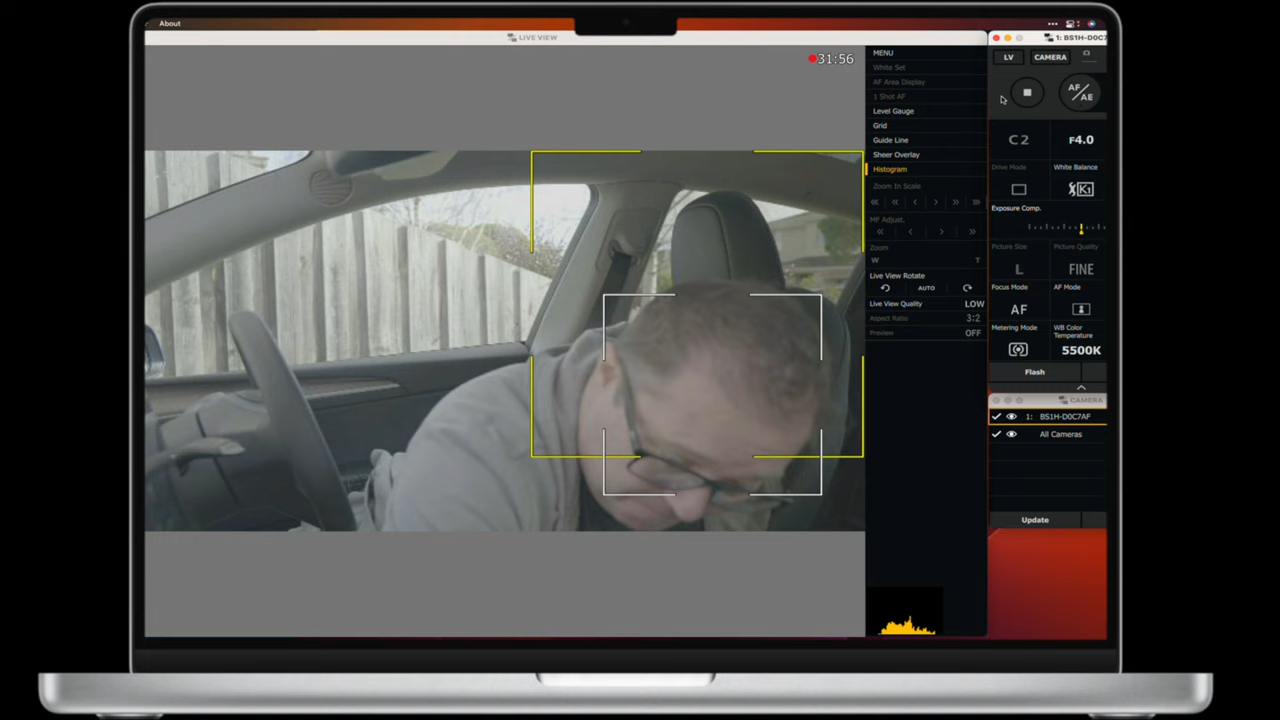 About
LIVE VIEW
31:56
MENU
White Set
AF Area Display
1 Shot AF
Level Gauge
Grid
Guide Line
Sheer Overlay
Histogram
Zoom In Scale
MF Adjust.
Zoom
W T
Live View Rotate
AUTO
Live View Quality LOW
Aspect Ratio 3:2
Preview OFF
1: BS1H-D0C7
LV CAMERA
AF/AE
C2 F4.0
Drive Mode White Balance
K1
Exposure Comp.
Picture Size Picture Quality
L FINE
Focus Mode AF Mode
AF
Metering Mode WB Color Temperature
5500K
Flash
CAMERA
1: BS1H-D0C7AF
All Cameras
Update